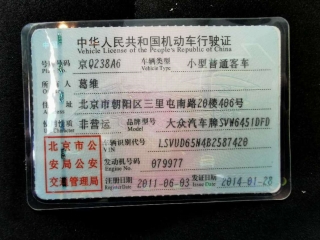 中华人民共和国机动车行驶证
Vehicle License of the People's Republic of China
号牌号码 京Q238A6 车辆类型 Vehicle Type 小型普通客车
所有人 葛维
住址 北京市朝阳区三里屯南路20楼406号
使用性质 非营运 品牌型号 Model 大众汽车牌SVW6451DFD
北京市公安局公安交通管理局
车辆识别代号 VIN LSVUD65N4B2587420
发动机号码 Engine No. 079977
注册日期 Register Date 2011-06-03 发证日期 Issue Date 2014-01-28